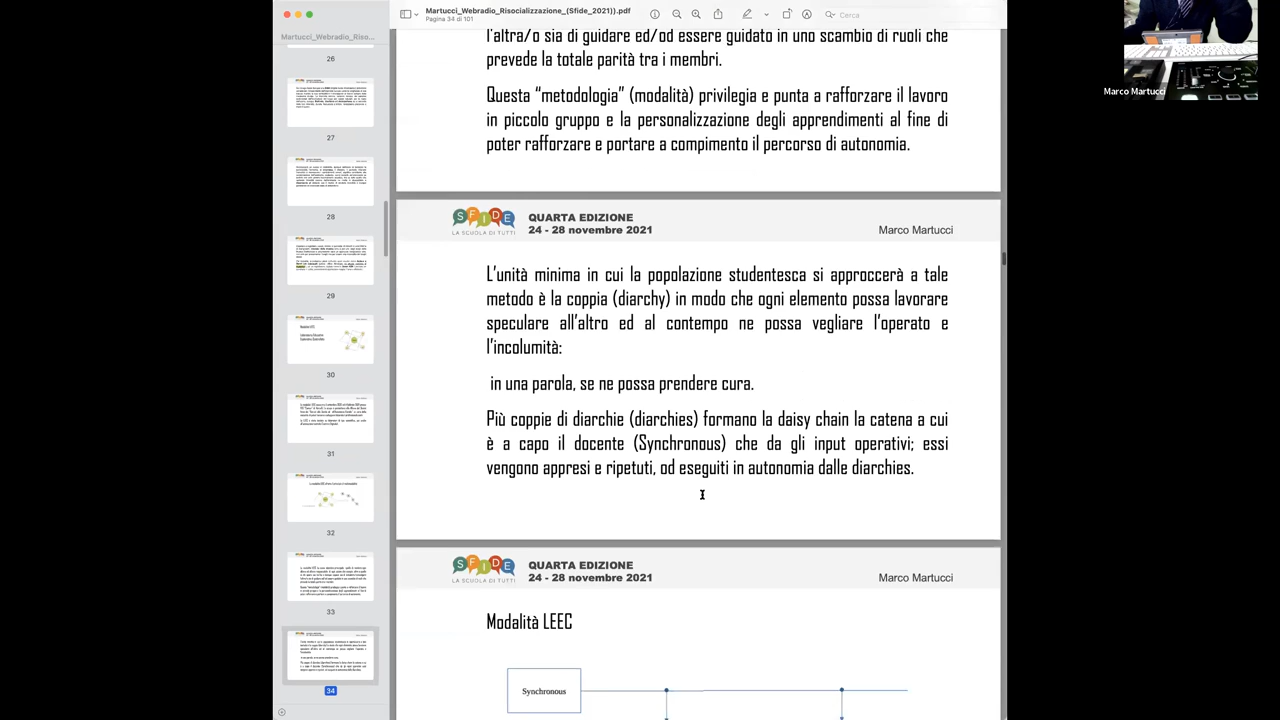 Martucci_Webradio_Risocializzazione_(Sfide_2021)).pdf
Pagina 34 di 101
Cerca
Martucci_Webradio_Riso...
26
27
28
29
30
31
32
33
34
l'altra/o sia di guidare ed/od essere guidato in uno scambio di ruoli che
prevede la totale parità tra i membri.
Questa “metodologia” (modalità) privilegia e punta a rafforzare il lavoro
in piccolo gruppo e la personalizzazione degli apprendimenti al fine di
poter rafforzare e portare a compimento il percorso di autonomia.
SFIDE
LA SCUOLA DI TUTTI
QUARTA EDIZIONE
24 - 28 novembre 2021
Marco Martucci
L'unità minima in cui la popolazione studentesca si approccerà a tale
metodo è la coppia (diarchy) in modo che ogni elemento possa lavorare
speculare all'altro ed al contempo ne possa vegliare l'operato e
l'incolumità:
in una parola, se ne possa prendere cura.
Più coppie di diarchie (diarchies) formano la dasy chain la catena a cui
è a capo il docente (Synchronous) che da gli input operativi; essi
vengono appresi e ripetuti, od eseguiti in autonomia dalle diarchies.
SFIDE
LA SCUOLA DI TUTTI
QUARTA EDIZIONE
24 - 28 novembre 2021
Marco Martucci
Modalità LEEC
Synchronous
Marco Martucci